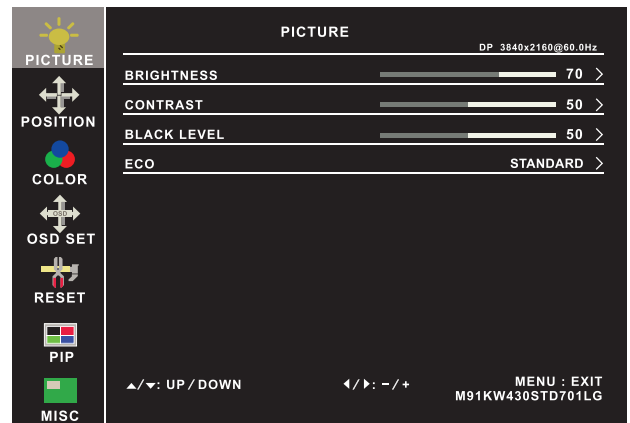 PICTURE
DP 3840x2160@60.0Hz
PICTURE
POSITION
COLOR
OSD
OSD SET
RESET
PIP
MISC
BRIGHTNESS 70 >
CONTRAST 50 >
BLACK LEVEL 50 >
ECO STANDARD >
▲/▼: UP / DOWN ◀/▶: - / + MENU : EXIT
M91KW430STD701LG